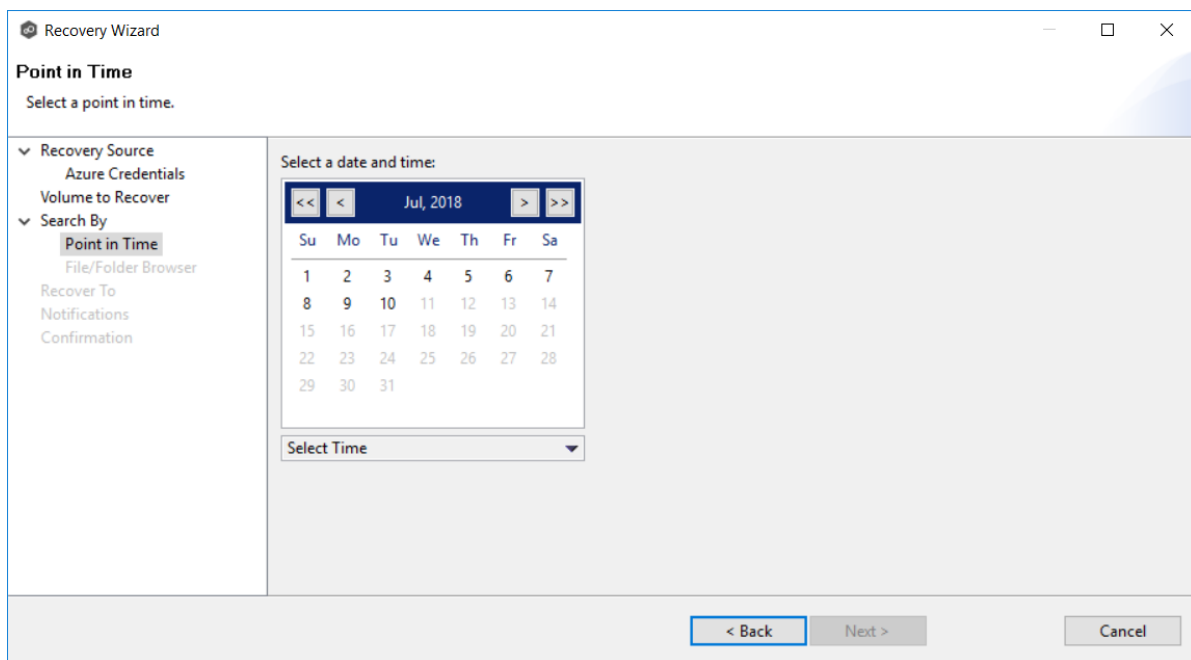 Recovery Wizard
Point in Time
Select a point in time.
Recovery Source
Azure Credentials
Volume to Recover
Search By
Point in Time
File/Folder Browser
Recover To
Notifications
Confirmation
Select a date and time:
<< < Jul, 2018 > >>
Su Mo Tu We Th Fr Sa
1 2 3 4 5 6 7
8 9 10 11 12 13 14
15 16 17 18 19 20 21
22 23 24 25 26 27 28
29 30 31
Select Time
< Back Next > Cancel